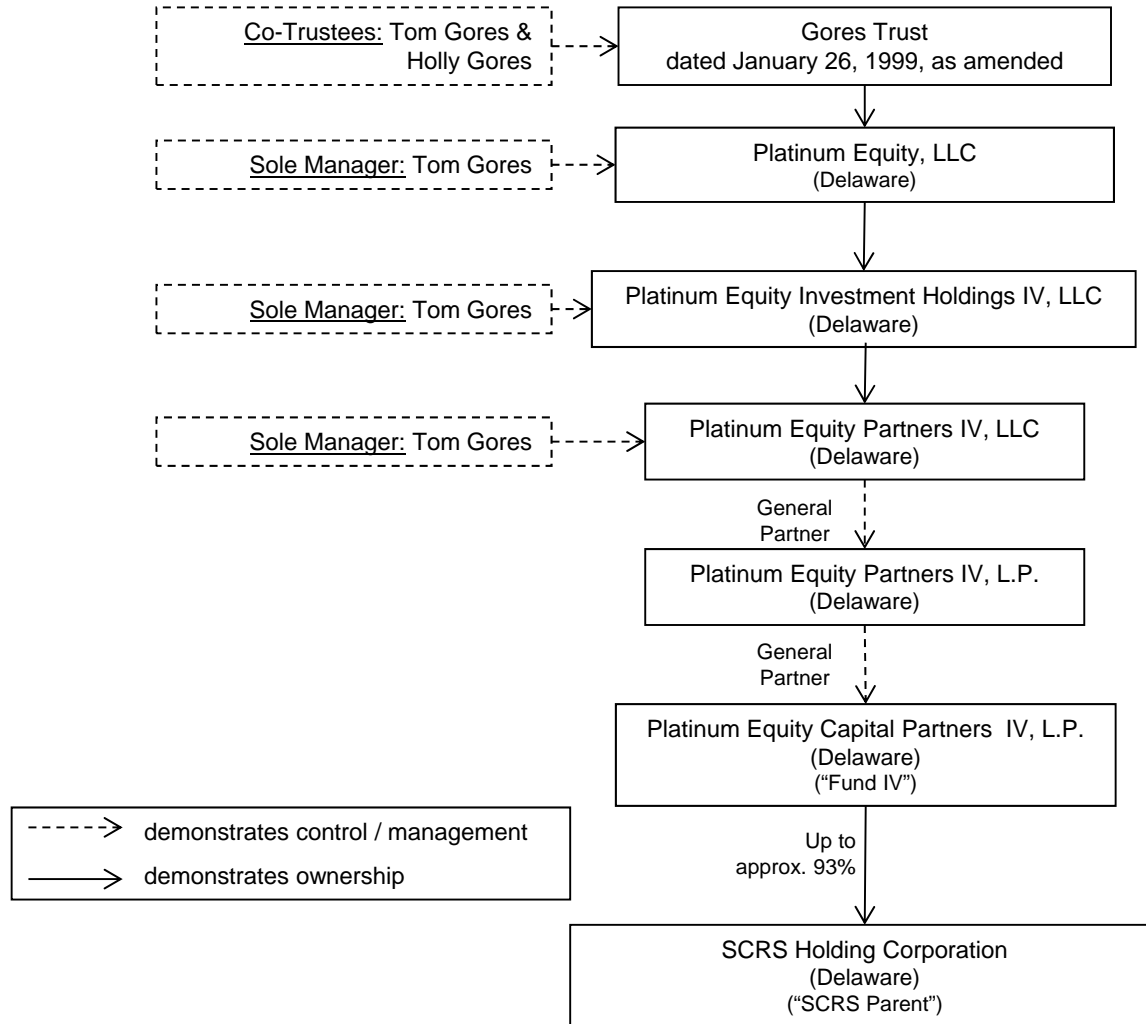 Co-Trustees: Tom Gores &
Holly Gores
Gores Trust
dated January 26, 1999, as amended
Sole Manager: Tom Gores
Platinum Equity, LLC
(Delaware)
Sole Manager: Tom Gores
Platinum Equity Investment Holdings IV, LLC
(Delaware)
Sole Manager: Tom Gores
Platinum Equity Partners IV, LLC
(Delaware)
General
Partner
Platinum Equity Partners IV, L.P.
(Delaware)
General
Partner
Platinum Equity Capital Partners IV, L.P.
(Delaware)
(“Fund IV”)
demonstrates control / management
demonstrates ownership
Up to
approx. 93%
SCRS Holding Corporation
(Delaware)
(“SCRS Parent”)